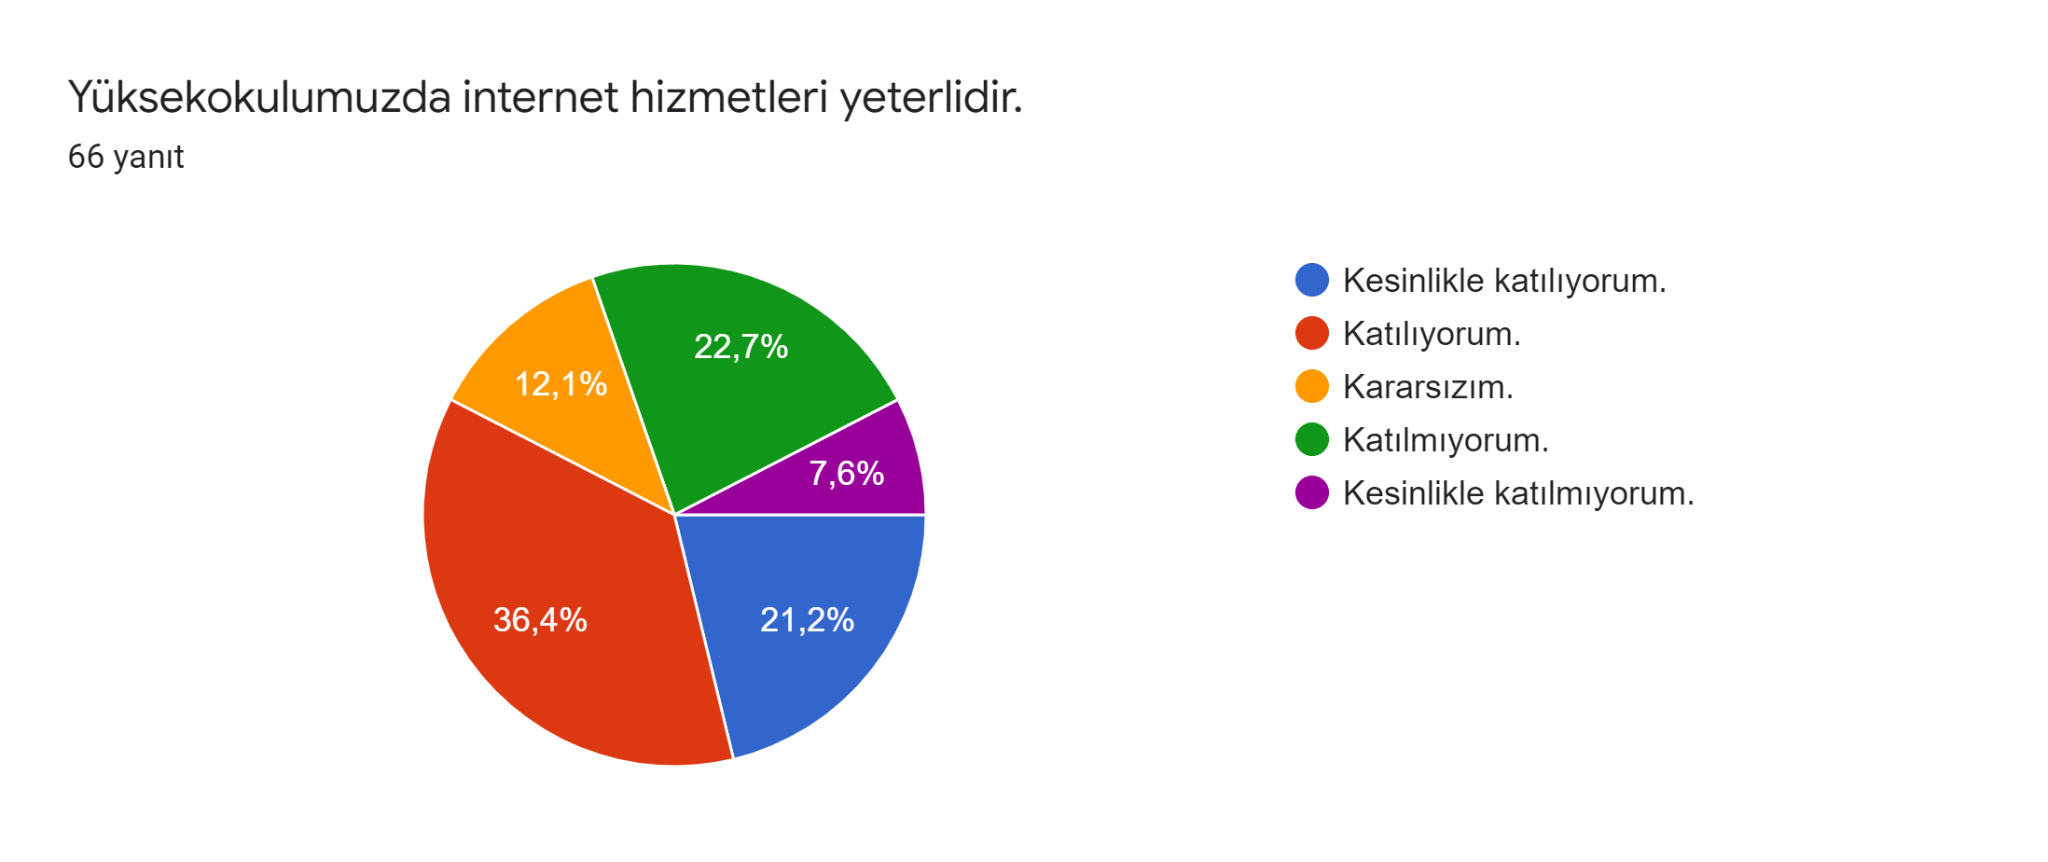 Yüksekokulumuzda internet hizmetleri yeterlidir.
66 yanıt
22,7%
12,1%
7,6%
36,4%
21,2%
Kesinlikle katılıyorum.
Katılıyorum.
Kararsızım.
Katılmıyorum.
Kesinlikle katılmıyorum.